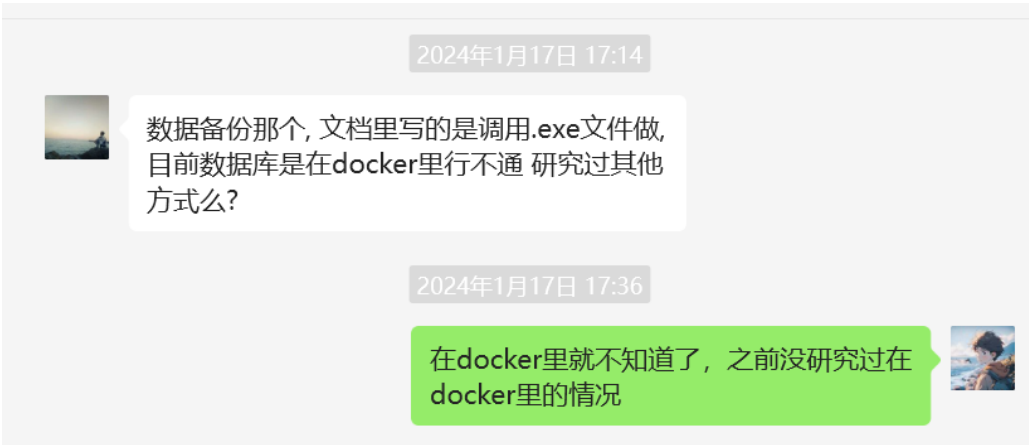 2024年1月17日 17:14
数据备份那个, 文档里写的是调用.exe文件做,
目前数据库是在docker里行不通 研究过其他
方式么?
2024年1月17日 17:36
在docker里就不知道了，之前没研究过在
docker里的情况